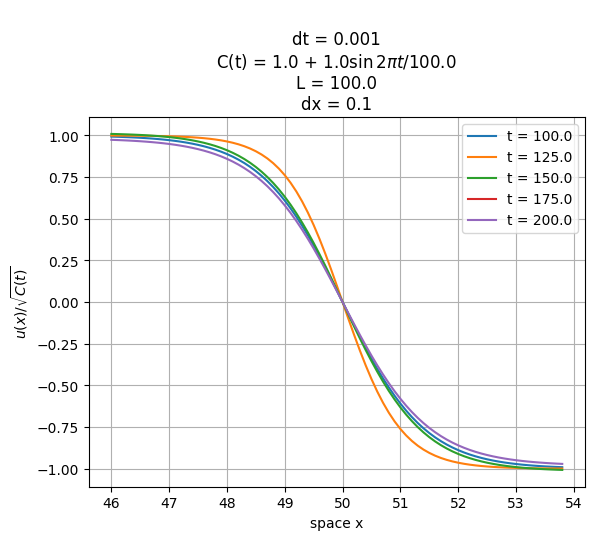 dt = 0.001
C(t) = 1.0 + 1.0sin 2πt/100.0
L = 100.0
dx = 0.1
1.00
0.75
0.50
0.25
0.00
−0.25
−0.50
−0.75
−1.00
u(x)/√C(t)
t = 100.0
t = 125.0
t = 150.0
t = 175.0
t = 200.0
46 47 48 49 50 51 52 53 54
space x